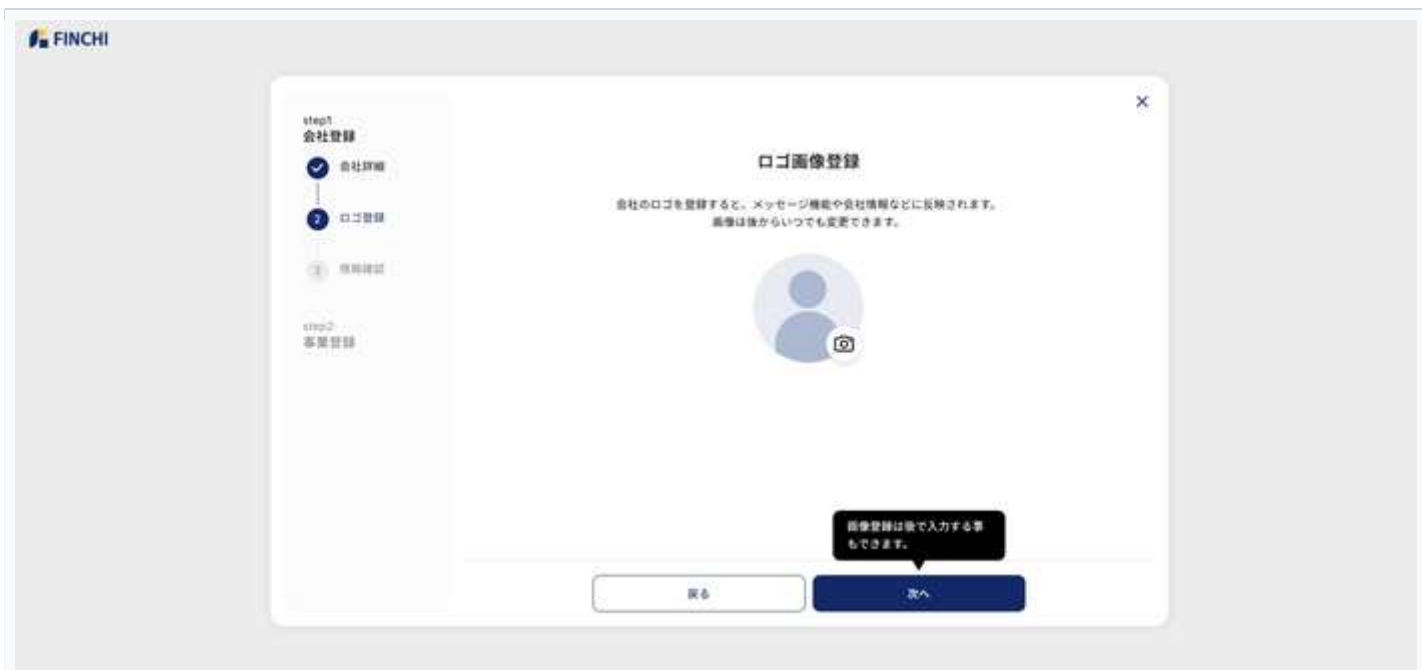 FINCHI
step1
会社登録
会社詳細
2
ロゴ登録
3
情報確認
step2
事業登録
ロゴ画像登録
会社のロゴを登録すると、メッセージ機能や会社情報などに反映されます。
画像は後からいつでも変更できます。
画像登録は後で入力する事
もできます。
戻る
次へ